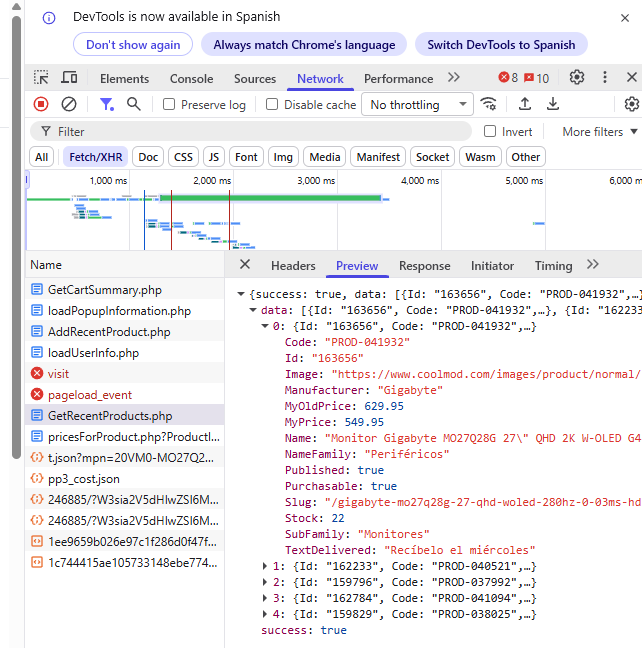 DevTools is now available in Spanish
Don't show again Always match Chrome's language Switch DevTools to Spanish
Elements Console Sources Network Performance 8 10
Preserve log Disable cache No throttling
Filter Invert More filters
All Fetch/XHR Doc CSS JS Font Img Media Manifest Socket Wasm Other
1,000 ms 2,000 ms 3,000 ms 4,000 ms 5,000 ms 6,000 m
Name
GetCartSummary.php
loadPopupInformation.php
AddRecentProduct.php
loadUserInfo.php
visit
pageload_event
GetRecentProducts.php
pricesForProduct.php?ProductI...
t.json?mpn=20VM0-MO27Q2...
pp3_cost.json
246885/?W3sia2V5dHlwZSI6M...
246885/?W3sia2V5dHlwZSI6M...
1ee9659b026e97c1f286d0f47f...
1c744415ae105733148ebe774...
Headers Preview Response Initiator Timing
{success: true, data: [{Id: "163656", Code: "PROD-041932",…}
data: [{Id: "163656", Code: "PROD-041932",…}, {Id: "162233
0: {Id: "163656", Code: "PROD-041932",…}
Code: "PROD-041932"
Id: "163656"
Image: "https://www.coolmod.com/images/product/normal/
Manufacturer: "Gigabyte"
MyOldPrice: 629.95
MyPrice: 549.95
Name: "Monitor Gigabyte MO27Q28G 27\" QHD 2K W-OLED G4
NameFamily: "Periféricos"
Published: true
Purchasable: true
Slug: "/gigabyte-mo27q28g-27-qhd-woled-280hz-0-03ms-hd
Stock: 22
SubFamily: "Monitores"
TextDelivered: "Recíbelo el miércoles"
1: {Id: "162233", Code: "PROD-040521",…}
2: {Id: "159796", Code: "PROD-037992",…}
3: {Id: "162784", Code: "PROD-041094",…}
4: {Id: "159829", Code: "PROD-038025",…}
success: true